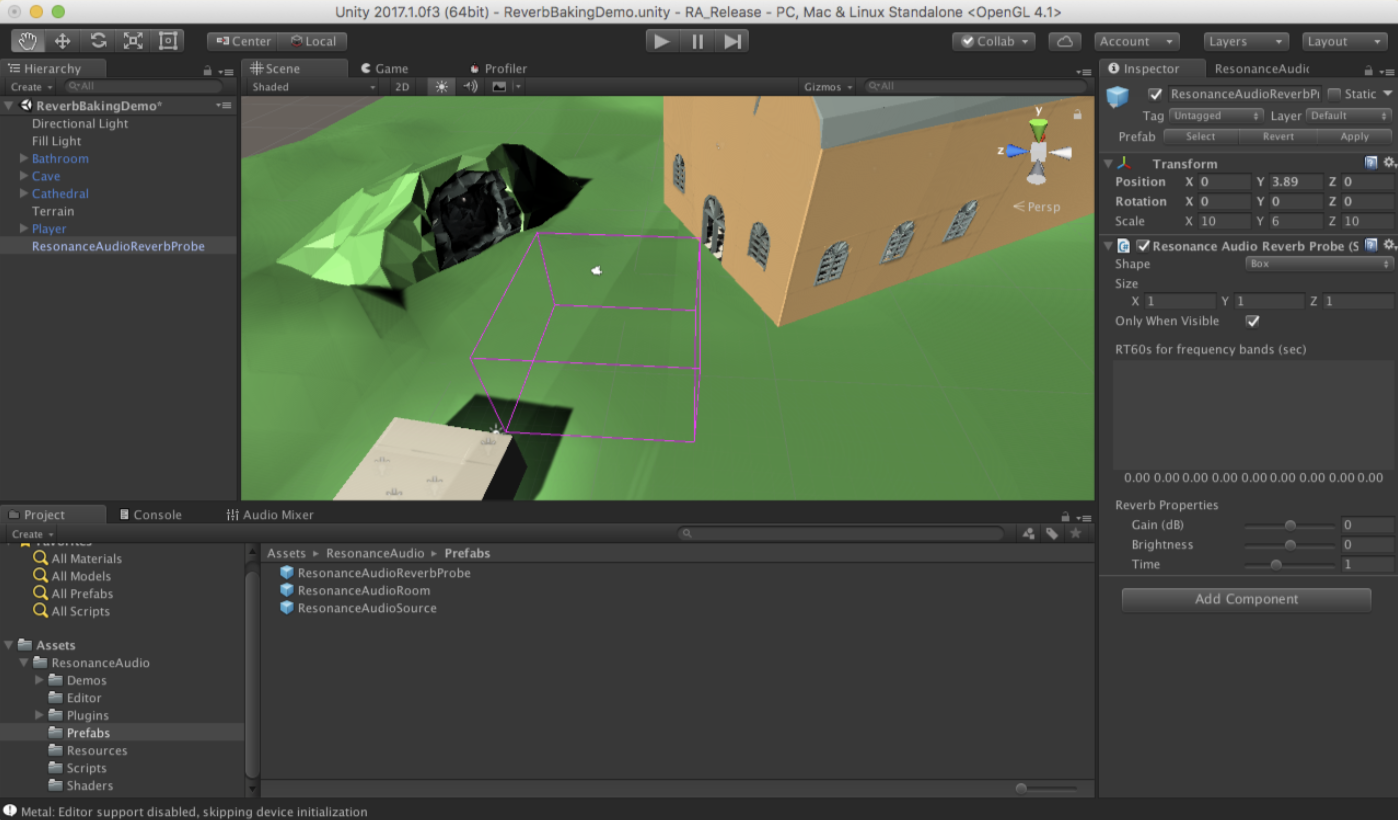 Unity 2017.1.0f3 (64bit) - ReverbBakingDemo.unity - RA_Release - PC, Mac & Linux Standalone <OpenGL 4.1>
Center Local Collab Account Layers Layout
Hierarchy
Create All
ReverbBakingDemo*
Directional Light
Fill Light
Bathroom
Cave
Cathedral
Terrain
Player
ResonanceAudioReverbProbe
Scene Game Profiler
Shaded 2D Gizmos All
y
z
Persp
Inspector ResonanceAudio
ResonanceAudioReverbPr Static
Tag Untagged Layer Default
Prefab Select Revert Apply
Transform
Position X 0 Y 3.89 Z 0
Rotation X 0 Y 0 Z 0
Scale X 10 Y 6 Z 10
Resonance Audio Reverb Probe (S
Shape Box
Size
X 1 Y 1 Z 1
Only When Visible
RT60s for frequency bands (sec)
0.00 0.00 0.00 0.00 0.00 0.00 0.00 0.00 0.00
Reverb Properties
Gain (dB) 0
Brightness 0
Time 1
Add Component
Project Console Audio Mixer
Create
Favorites
All Materials
All Models
All Prefabs
All Scripts
Assets
ResonanceAudio
Demos
Editor
Plugins
Prefabs
Resources
Scripts
Shaders
Assets ▸ ResonanceAudio ▸ Prefabs
ResonanceAudioReverbProbe
ResonanceAudioRoom
ResonanceAudioSource
Metal: Editor support disabled, skipping device initialization